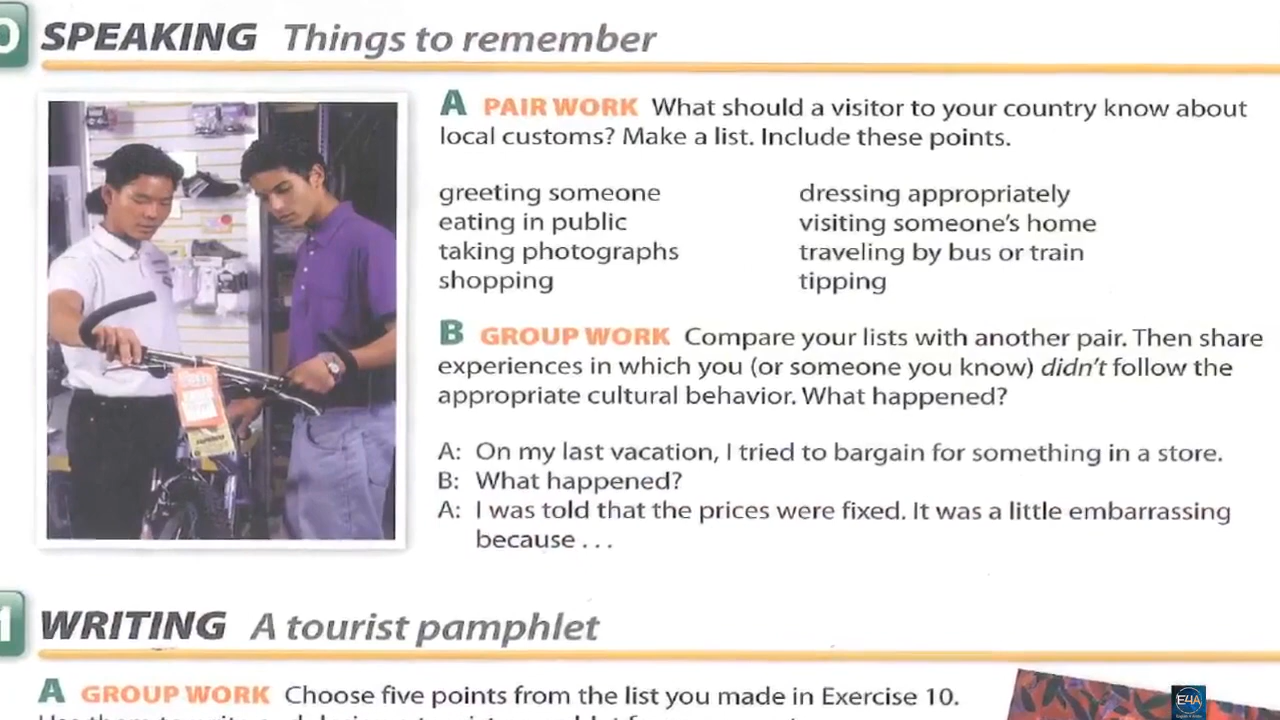 0 SPEAKING Things to remember
A PAIR WORK What should a visitor to your country know about
local customs? Make a list. Include these points.
greeting someone
eating in public
taking photographs
shopping
dressing appropriately
visiting someone's home
traveling by bus or train
tipping
B GROUP WORK Compare your lists with another pair. Then share
experiences in which you (or someone you know) didn't follow the
appropriate cultural behavior. What happened?
A: On my last vacation, I tried to bargain for something in a store.
B: What happened?
A: I was told that the prices were fixed. It was a little embarrassing
because . . .
1 WRITING A tourist pamphlet
A GROUP WORK Choose five points from the list you made in Exercise 10.
E4A